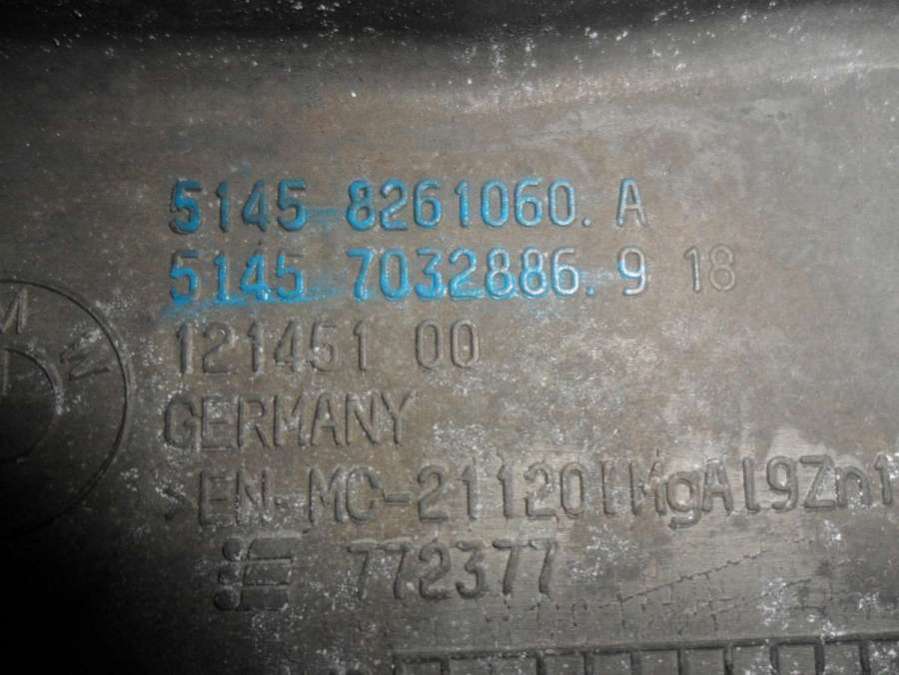 5145 8261060. A
5145 7032886. 9 18
121451 00
GERMANY
>EN-MC-21120(MgAl9Zn1
772377
M
W